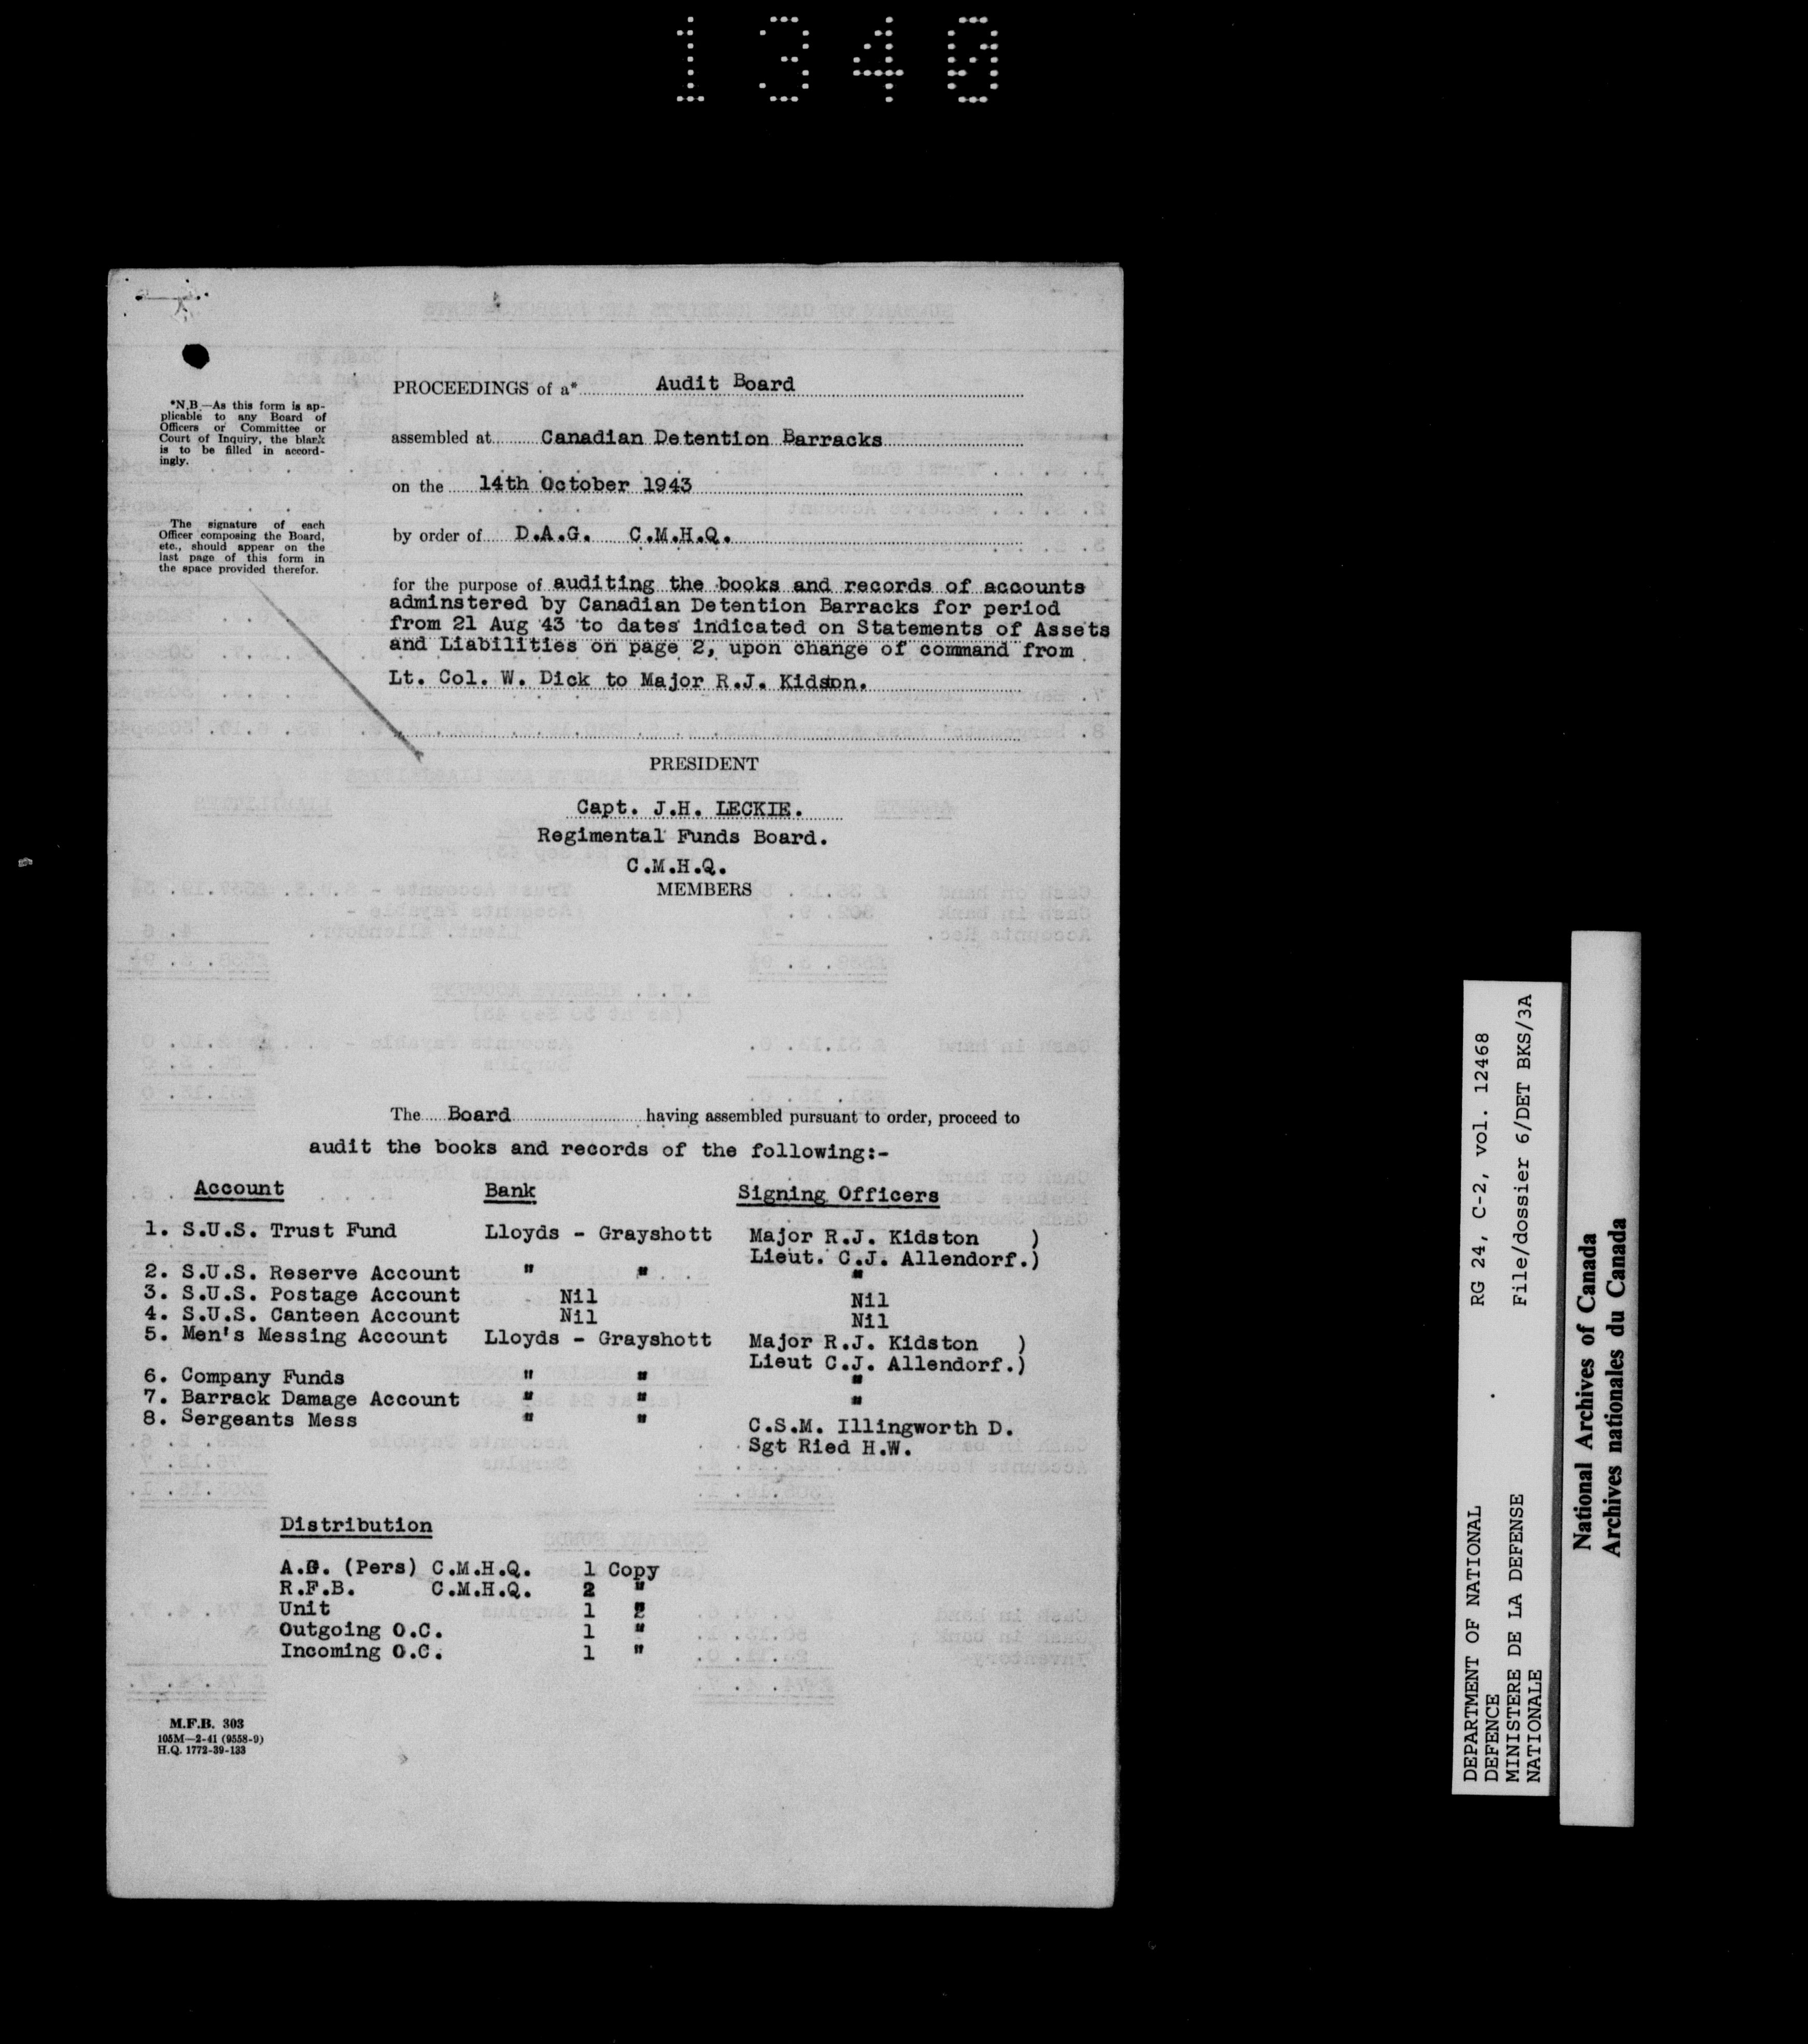 1340
PROCEEDINGS of a* Audit Board
*N.B.—As this form is ap-
plicable to any Board of
Officers or Committee or
Court of Inquiry, the blank
is to be filled in accord-
ingly.
assembled at Canadian Detention Barracks
on the 14th October 1943
The signature of each
Officer composing the Board,
etc., should appear on the
last page of this form in
the space provided therefor.
by order of D.A.G. C.M.H.Q.
for the purpose of auditing the books and records of accounts
adminstered by Canadian Detention Barracks for period
from 21 Aug 43 to dates indicated on Statements of Assets
and Liabilities on page 2, upon change of command from
Lt. Col. W. Dick to Major R.J. Kidston.
PRESIDENT
Capt. J.H. LECKIE.
Regimental Funds Board.
C.M.H.Q.
MEMBERS
The Board having assembled pursuant to order, proceed to
audit the books and records of the following:-
Account Bank Signing Officers
1. S.U.S. Trust Fund Lloyds - Grayshott Major R.J. Kidston )
Lieut. C.J. Allendorf.)
2. S.U.S. Reserve Account " " "
3. S.U.S. Postage Account Nil Nil
4. S.U.S. Canteen Account Nil Nil
5. Men's Messing Account Lloyds - Grayshott Major R.J. Kidston )
Lieut C.J. Allendorf.)
6. Company Funds " " "
7. Barrack Damage Account " " "
8. Sergeants Mess " " C.S.M. Illingworth D.
Sgt Ried H.W.
Distribution
A.G. (Pers) C.M.H.Q. 1 Copy
R.F.B. C.M.H.Q. 2 "
Unit 1 "
Outgoing O.C. 1 "
Incoming O.C. 1 "
M.F.B. 303
105M—2-41 (9558-9)
H.Q. 1772-39-133
DEPARTMENT OF NATIONAL
DEFENCE
MINISTERE DE LA DEFENSE
NATIONALE
RG 24, C-2, vol. 12468
File/dossier 6/DET BKS/3A
National Archives of Canada
Archives nationales du Canada